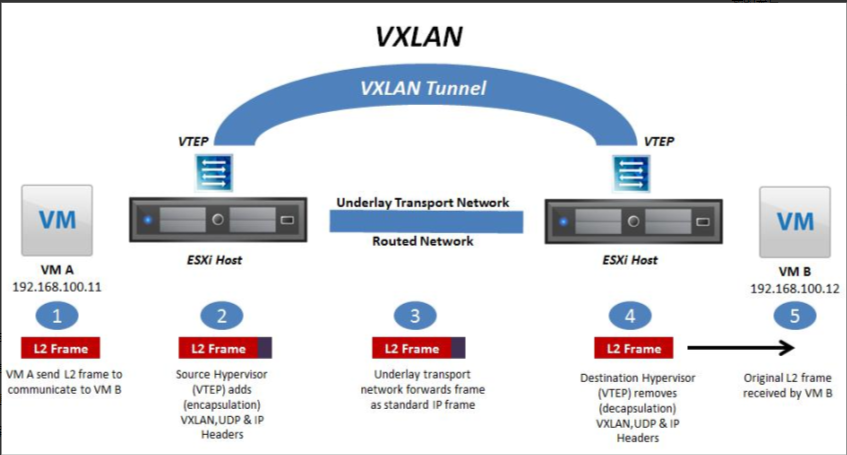 VXLAN
VXLAN Tunnel
VTEP
VTEP
VM
VM
Underlay Transport Network
Routed Network
ESXi Host
ESXi Host
VM A
192.168.100.11
VM B
192.168.100.12
1
2
3
4
5
L2 Frame
L2 Frame
L2 Frame
L2 Frame
VM A send L2 frame to
communicate to VM B
Source Hypervisor
(VTEP) adds
(encapsulation)
VXLAN,UDP & IP
Headers
Underlay transport
network forwards frame
as standard IP frame
Destination Hypervisor
(VTEP) removes
(decapsulation)
VXLAN,UDP & IP
Headers
Original L2 frame
received by VM B